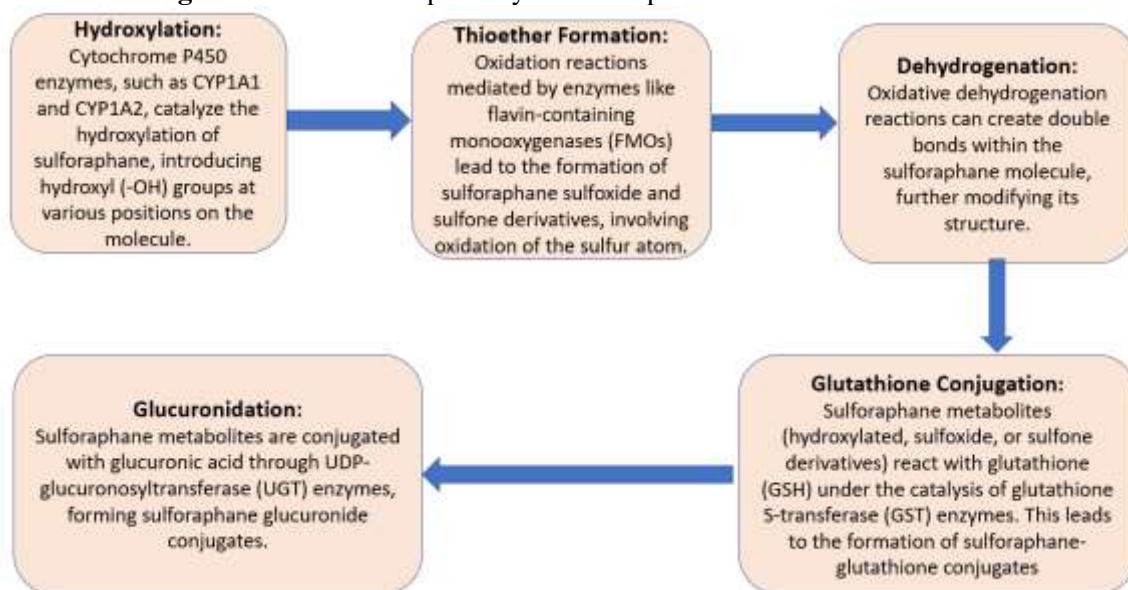 Hydroxylation:
Cytochrome P450
enzymes, such as CYP1A1
and CYP1A2, catalyze the
hydroxylation of
sulforaphane, introducing
hydroxyl (-OH) groups at
various positions on the
molecule.
Thioether Formation:
Oxidation reactions
mediated by enzymes like
flavin-containing
monooxygenases (FMOs)
lead to the formation of
sulforaphane sulfoxide and
sulfone derivatives, involving
oxidation of the sulfur atom.
Dehydrogenation:
Oxidative dehydrogenation
reactions can create double
bonds within the
sulforaphane molecule,
further modifying its
structure.
Glutathione Conjugation:
Sulforaphane metabolites
(hydroxylated, sulfoxide, or sulfone
derivatives) react with glutathione
(GSH) under the catalysis of glutathione
S-transferase (GST) enzymes. This leads
to the formation of sulforaphane-
glutathione conjugates
Glucuronidation:
Sulforaphane metabolites are conjugated
with glucuronic acid through UDP-
glucuronosyltransferase (UGT) enzymes,
forming sulforaphane glucuronide
conjugates.